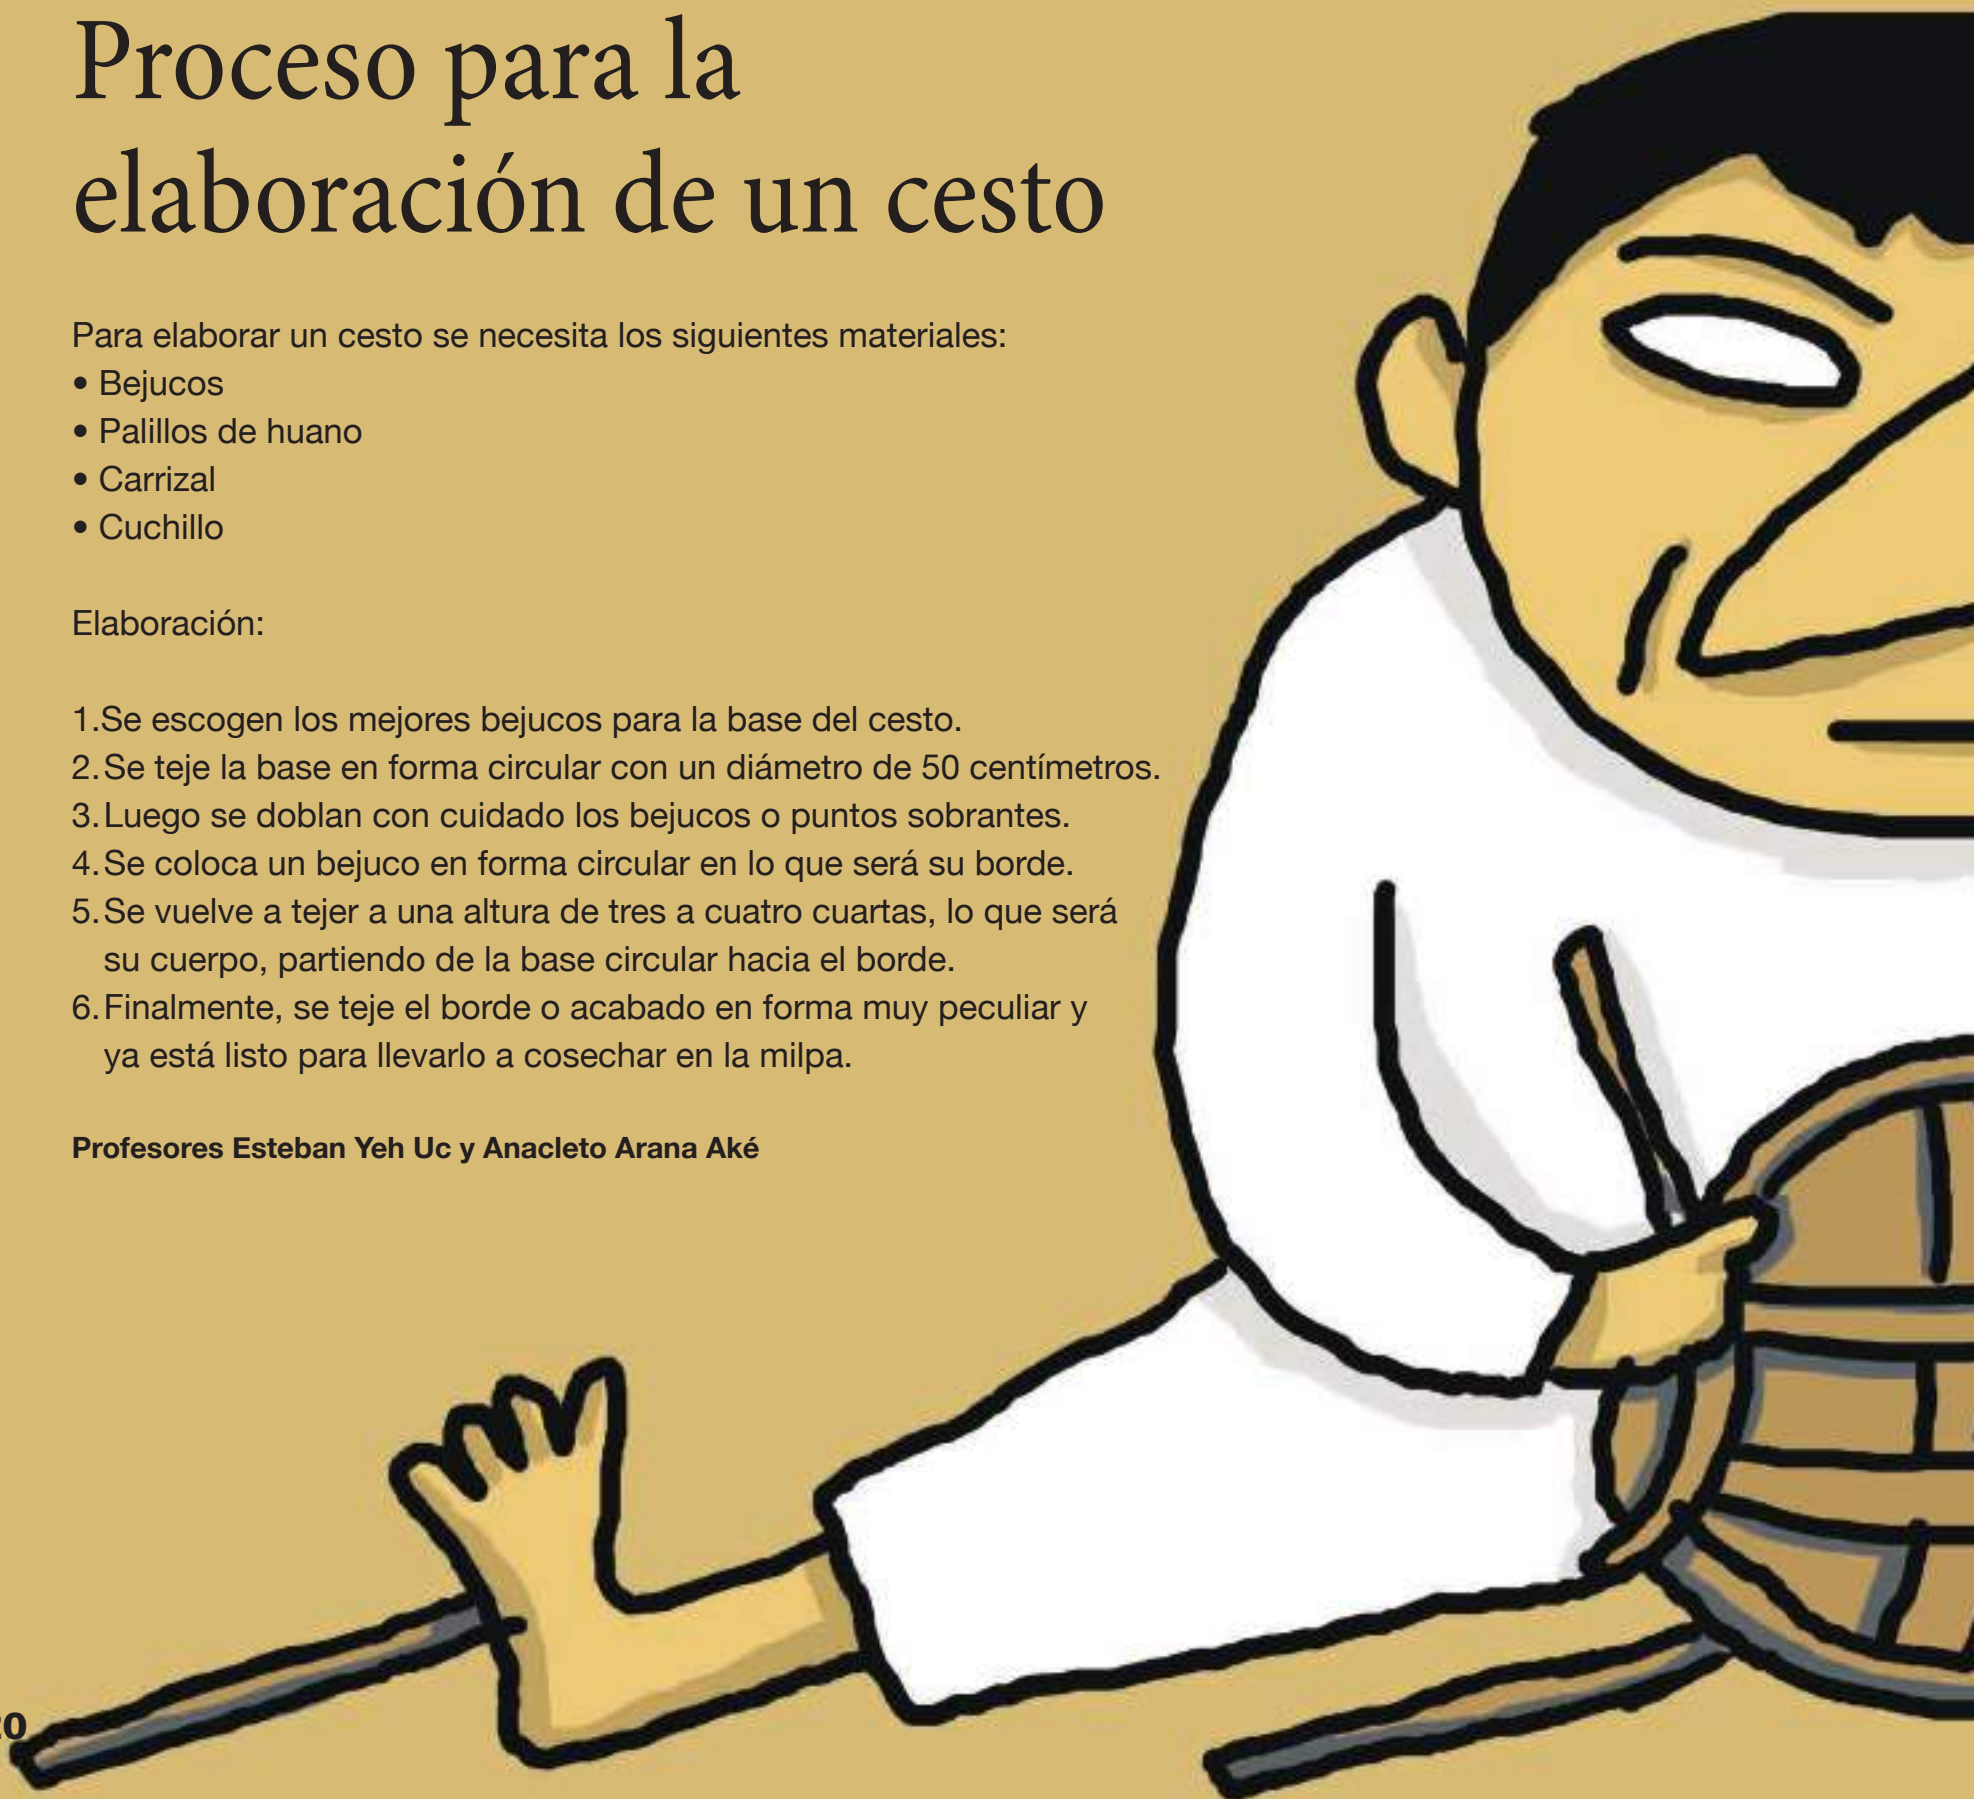 Proceso para la
elaboración de un cesto
Para elaborar un cesto se necesita los siguientes materiales:
• Bejucos
• Palillos de huano
• Carrizal
• Cuchillo
Elaboración:
1.Se escogen los mejores bejucos para la base del cesto.
2.Se teje la base en forma circular con un diámetro de 50 centímetros.
3.Luego se doblan con cuidado los bejucos o puntos sobrantes.
4.Se coloca un bejuco en forma circular en lo que será su borde.
5.Se vuelve a tejer a una altura de tres a cuatro cuartas, lo que será
su cuerpo, partiendo de la base circular hacia el borde.
6.Finalmente, se teje el borde o acabado en forma muy peculiar y
ya está listo para llevarlo a cosechar en la milpa.
Profesores Esteban Yeh Uc y Anacleto Arana Aké